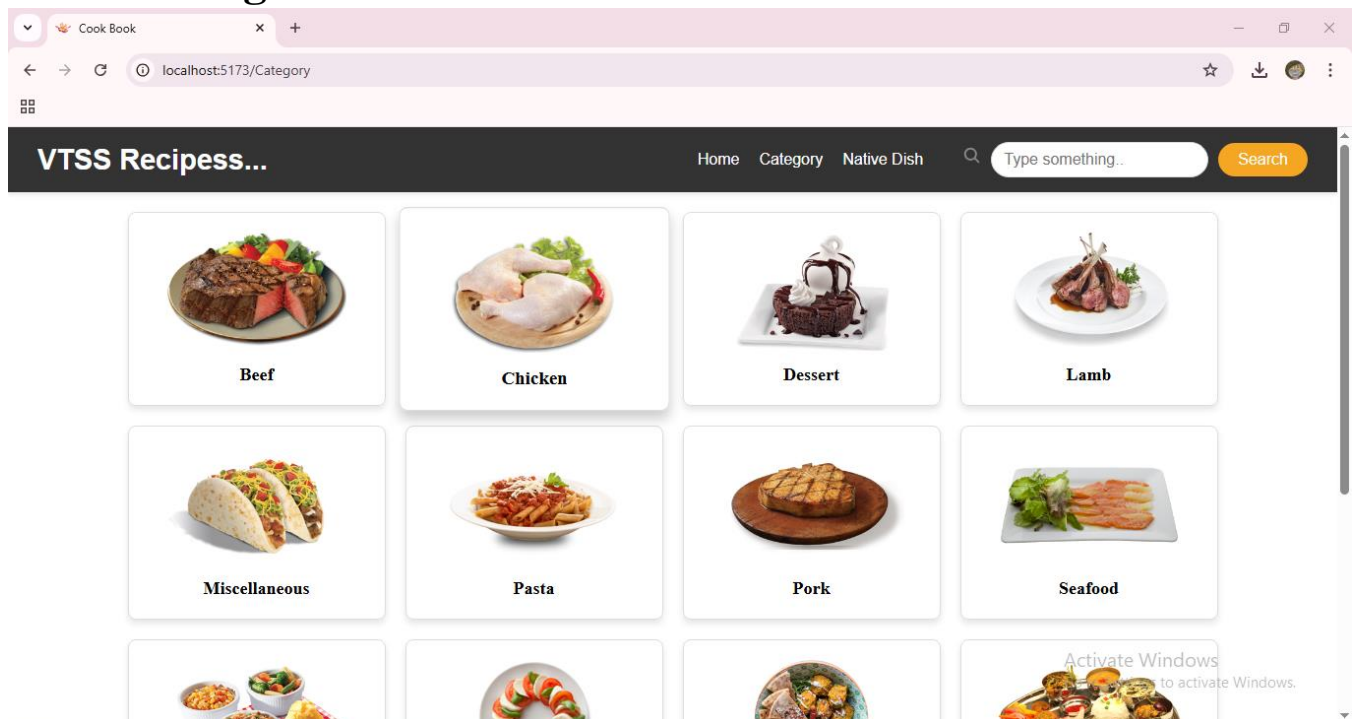 Cook Book
localhost:5173/Category
VTSS Recipess...
Home Category Native Dish Type something.. Search
Beef Chicken Dessert Lamb
Miscellaneous Pasta Pork Seafood
Activate Windows
to activate Windows.